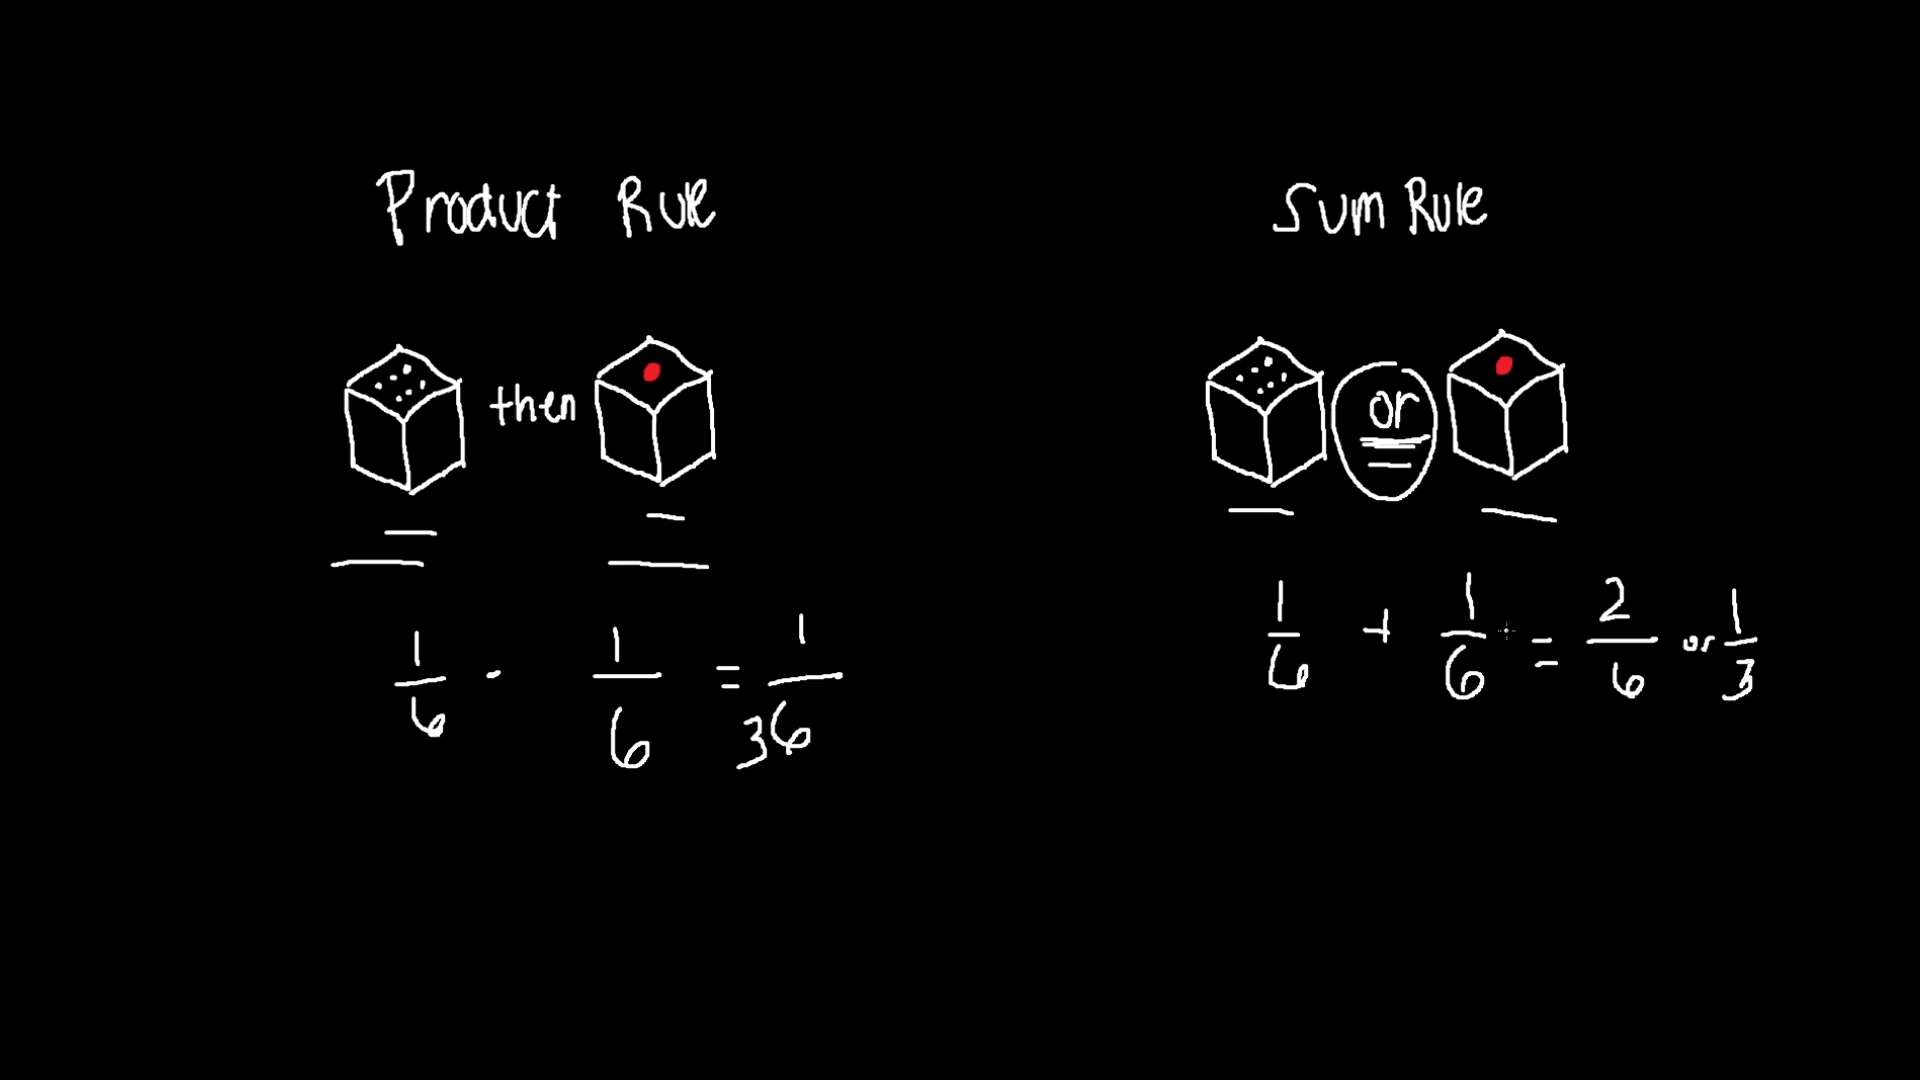 Product Rule
then
1/6 · 1/6 = 1/36
Sum Rule
or
1/6 + 1/6 = 2/6 or 1/3